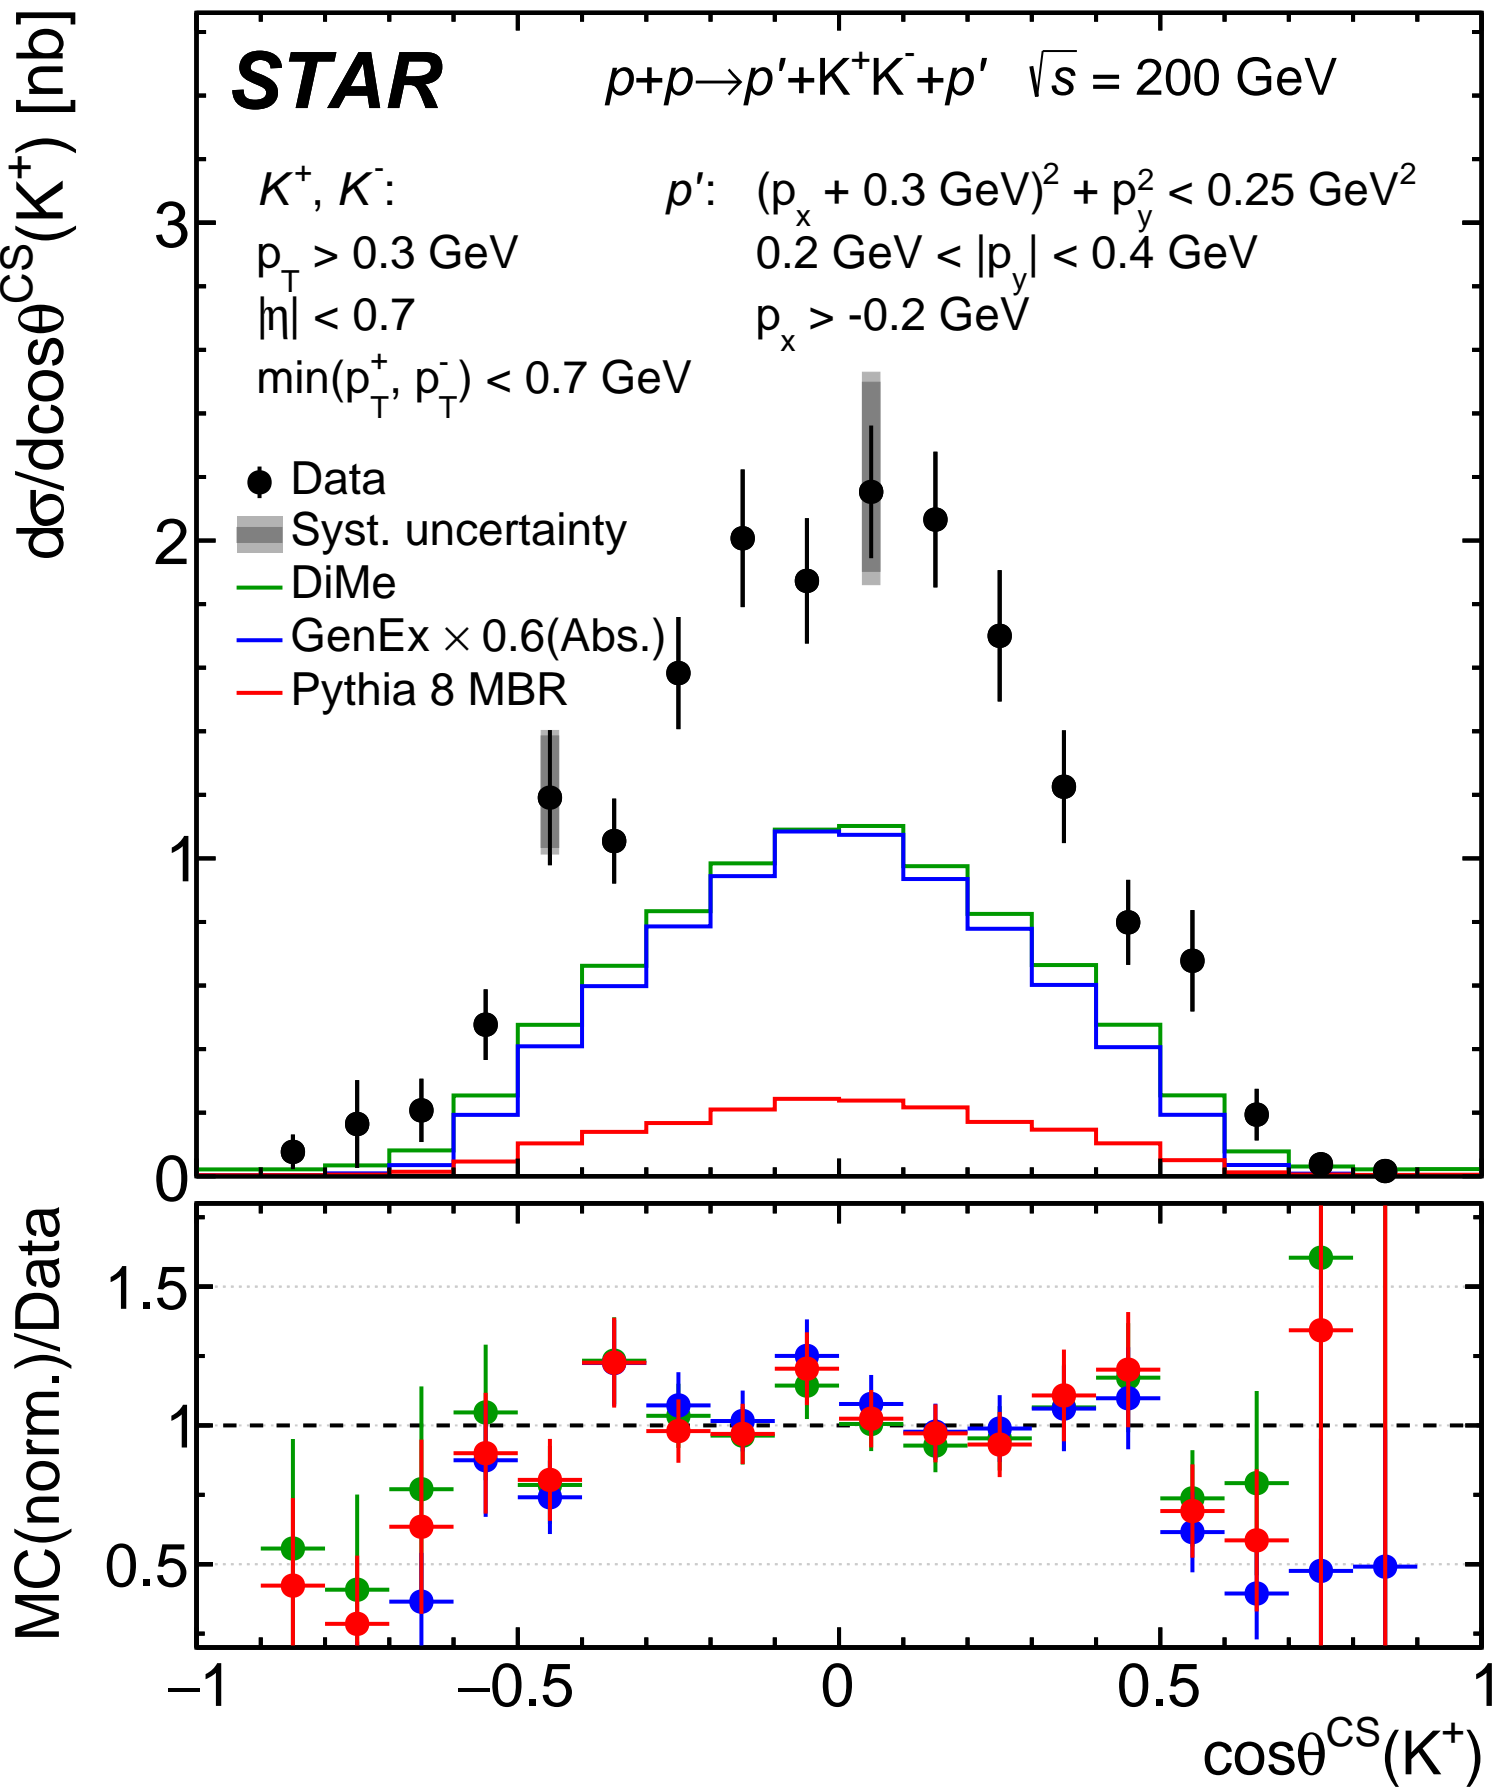 STAR p+p→p′+K⁺K⁻+p′ √s = 200 GeV
K⁺, K⁻: p′: (pₓ + 0.3 GeV)² + p_y² < 0.25 GeV²
p_T > 0.3 GeV 0.2 GeV < |p_y| < 0.4 GeV
|η| < 0.7 pₓ > -0.2 GeV
min(p_T⁺, p_T⁻) < 0.7 GeV
Data
Syst. uncertainty
DiMe
GenEx × 0.6(Abs.)
Pythia 8 MBR
dσ/dcosθ^CS(K⁺) [nb]
3
2
1
0
MC(norm.)/Data
1.5
1
0.5
−1 −0.5 0 0.5 1
cosθ^CS(K⁺)